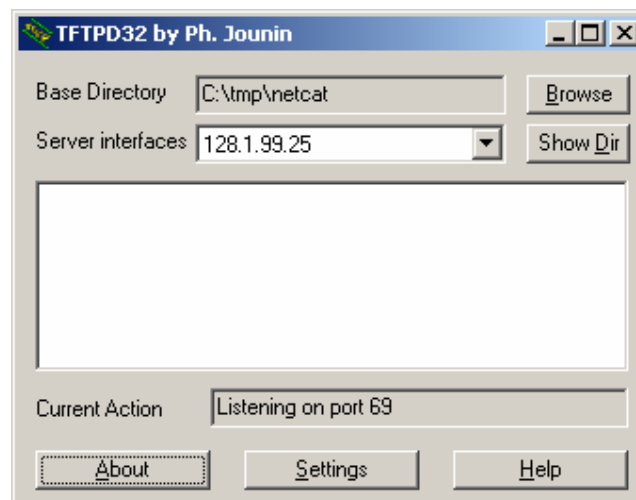 TFTPD32 by Ph. Jounin
Base Directory C:\tmp\netcat Browse
Server interfaces 128.1.99.25 Show Dir
Current Action Listening on port 69
About Settings Help